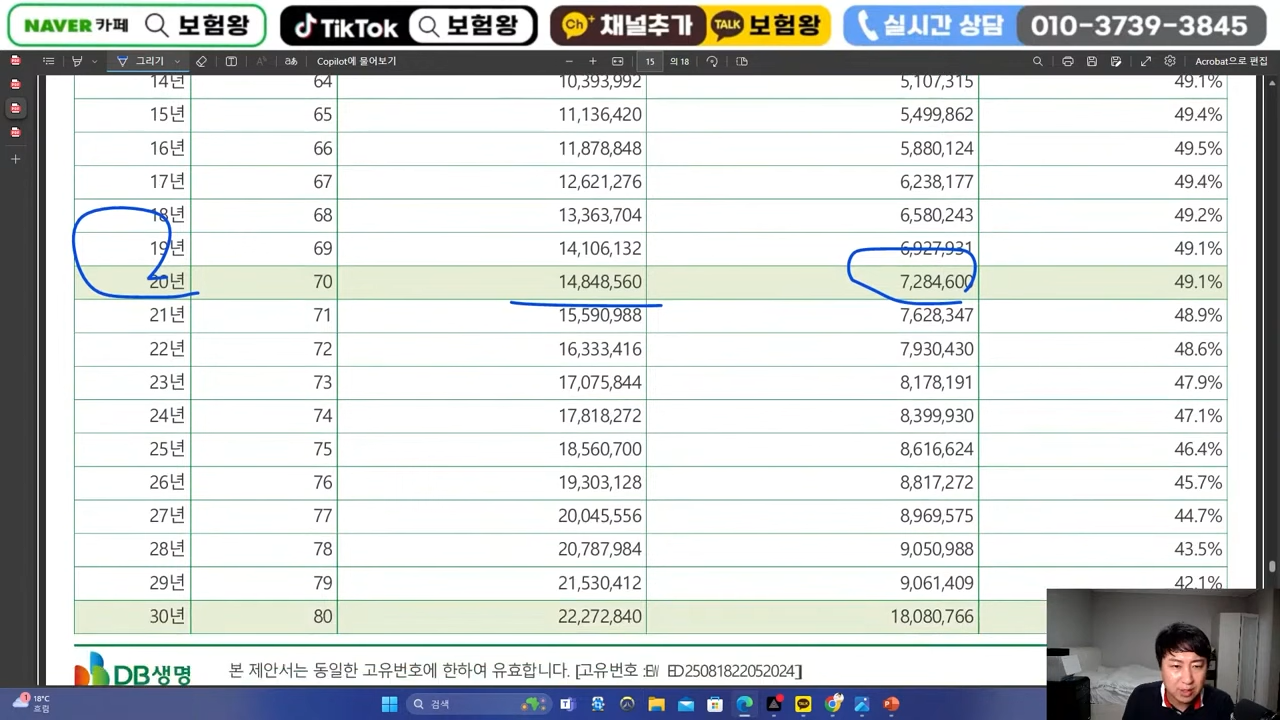 NAVER 카페 보험왕 TikTok 보험왕 Ch+ 채널추가 TALK 보험왕 실시간 상담 010-3739-3845
그리기 Copilot에 물어보기 15 의 18 Acrobat으로 편집
14년 64 10,393,992 5,107,315 49.1%
15년 65 11,136,420 5,499,862 49.4%
16년 66 11,878,848 5,880,124 49.5%
17년 67 12,621,276 6,238,177 49.4%
18년 68 13,363,704 6,580,243 49.2%
19년 69 14,106,132 6,927,931 49.1%
20년 70 14,848,560 7,284,600 49.1%
21년 71 15,590,988 7,628,347 48.9%
22년 72 16,333,416 7,930,430 48.6%
23년 73 17,075,844 8,178,191 47.9%
24년 74 17,818,272 8,399,930 47.1%
25년 75 18,560,700 8,616,624 46.4%
26년 76 19,303,128 8,817,272 45.7%
27년 77 20,045,556 8,969,575 44.7%
28년 78 20,787,984 9,050,988 43.5%
29년 79 21,530,412 9,061,409 42.1%
30년 80 22,272,840 18,080,766
DB생명 본 제안서는 동일한 고유번호에 한하여 유효합니다. [고유번호 : ED25081822052024]
18°C
흐림
검색